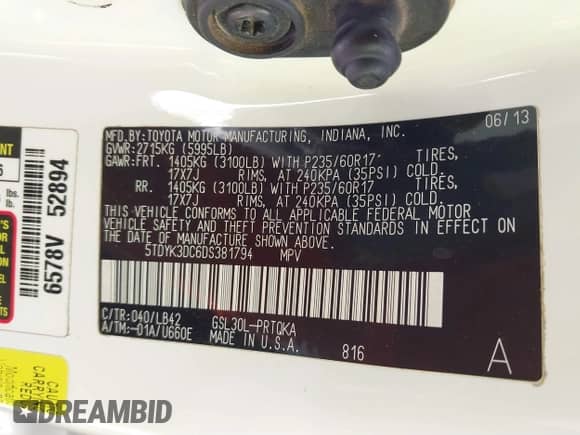 06/13
MFD.BY:TOYOTA MOTOR MANUFACTURING, INDIANA, INC.
GVWR:2715KG (5995LB)
GAWR:FRT. 1405KG (3100LB) WITH P235/60R17 TIRES,
17X7J RIMS, AT 240KPA (35PSI) COLD.
RR. 1405KG (3100LB) WITH P235/60R17 TIRES,
17X7J RIMS, AT 240KPA (35PSI) COLD.
THIS VEHICLE CONFORMS TO ALL APPLICABLE FEDERAL MOTOR
VEHICLE SAFETY AND THEFT PREVENTION STANDARDS IN EFFECT ON
THE DATE OF MANUFACTURE SHOWN ABOVE.
5TDYK3DC6DS381794 MPV
C/TR:040/LB42 GSL30L-PRTQKA
A/TM:-01A/U660E MADE IN U.S.A. 816
A
6578V 52894
lbs.
lb.
CARRY
RED
DREAMBID